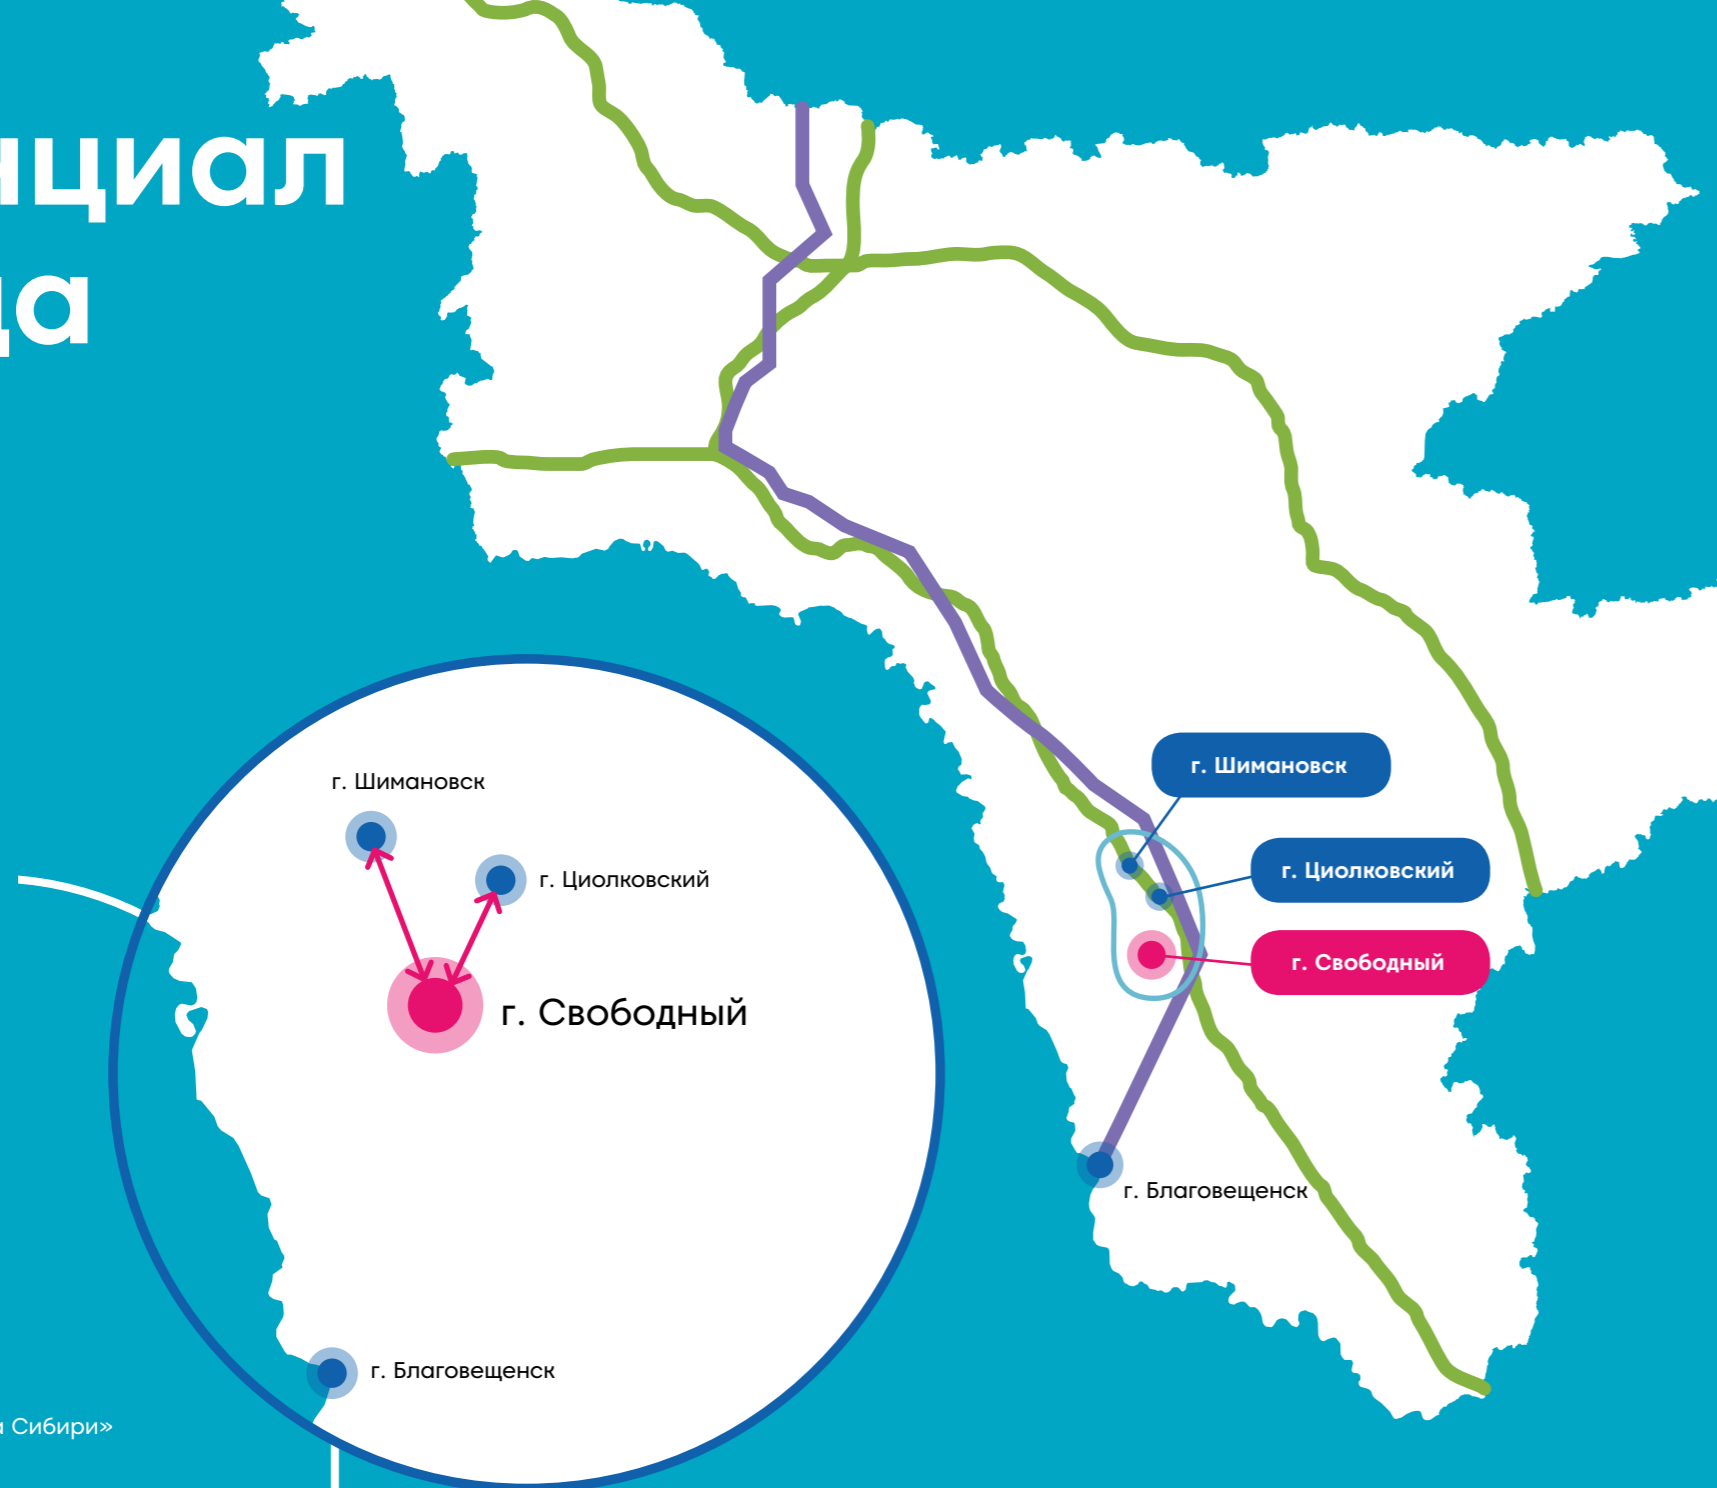 нциал
да
г. Шимановск
г. Циолковский
г. Свободный
г. Благовещенск
г. Шимановск
г. Циолковский
г. Свободный
г. Благовещенск
Сибири»